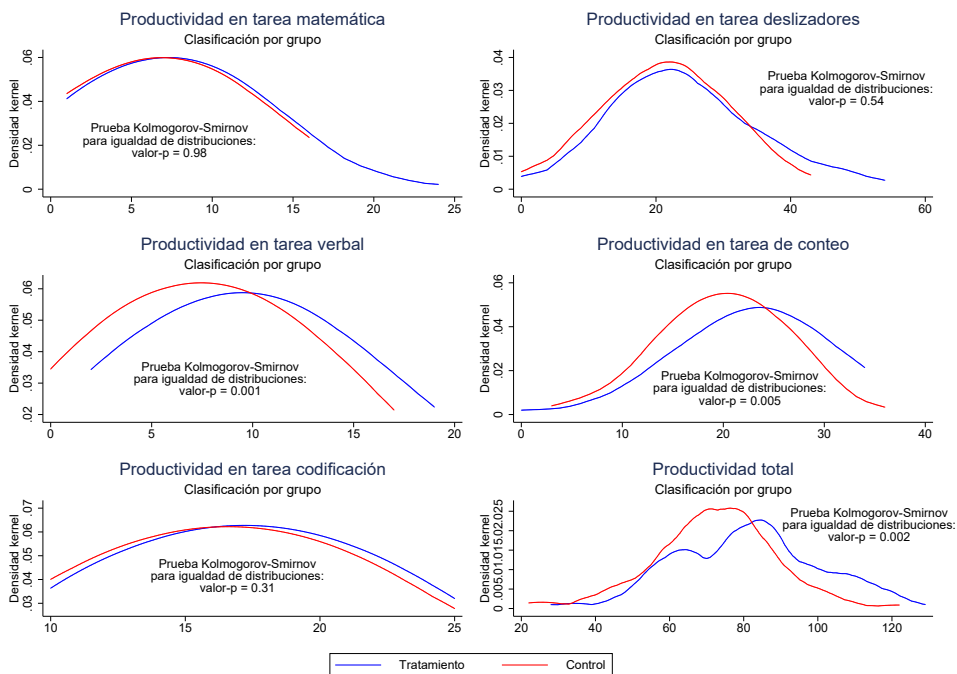 Productividad en tarea matemática
Clasificación por grupo
Densidad kernel
0 .02 .04 .06
Prueba Kolmogorov-Smirnov
para igualdad de distribuciones:
valor-p = 0.98
0 5 10 15 20 25
Productividad en tarea deslizadores
Clasificación por grupo
Densidad kernel
0 .01 .02 .03 .04
Prueba Kolmogorov-Smirnov
para igualdad de distribuciones:
valor-p = 0.54
0 20 40 60
Productividad en tarea verbal
Clasificación por grupo
Densidad kernel
.02 .03 .04 .05 .06
Prueba Kolmogorov-Smirnov
para igualdad de distribuciones:
valor-p = 0.001
0 5 10 15 20
Productividad en tarea de conteo
Clasificación por grupo
Densidad kernel
0 .02 .04 .06
Prueba Kolmogorov-Smirnov
para igualdad de distribuciones:
valor-p = 0.005
0 10 20 30 40
Productividad en tarea codificación
Clasificación por grupo
Densidad kernel
.03 .04 .05 .06 .07
Prueba Kolmogorov-Smirnov
para igualdad de distribuciones:
valor-p = 0.31
10 15 20 25
Productividad total
Clasificación por grupo
Densidad kernel
0 .005 .01 .015 .02 .025
Prueba Kolmogorov-Smirnov
para igualdad de distribuciones:
valor-p = 0.002
20 40 60 80 100 120
Tratamiento Control